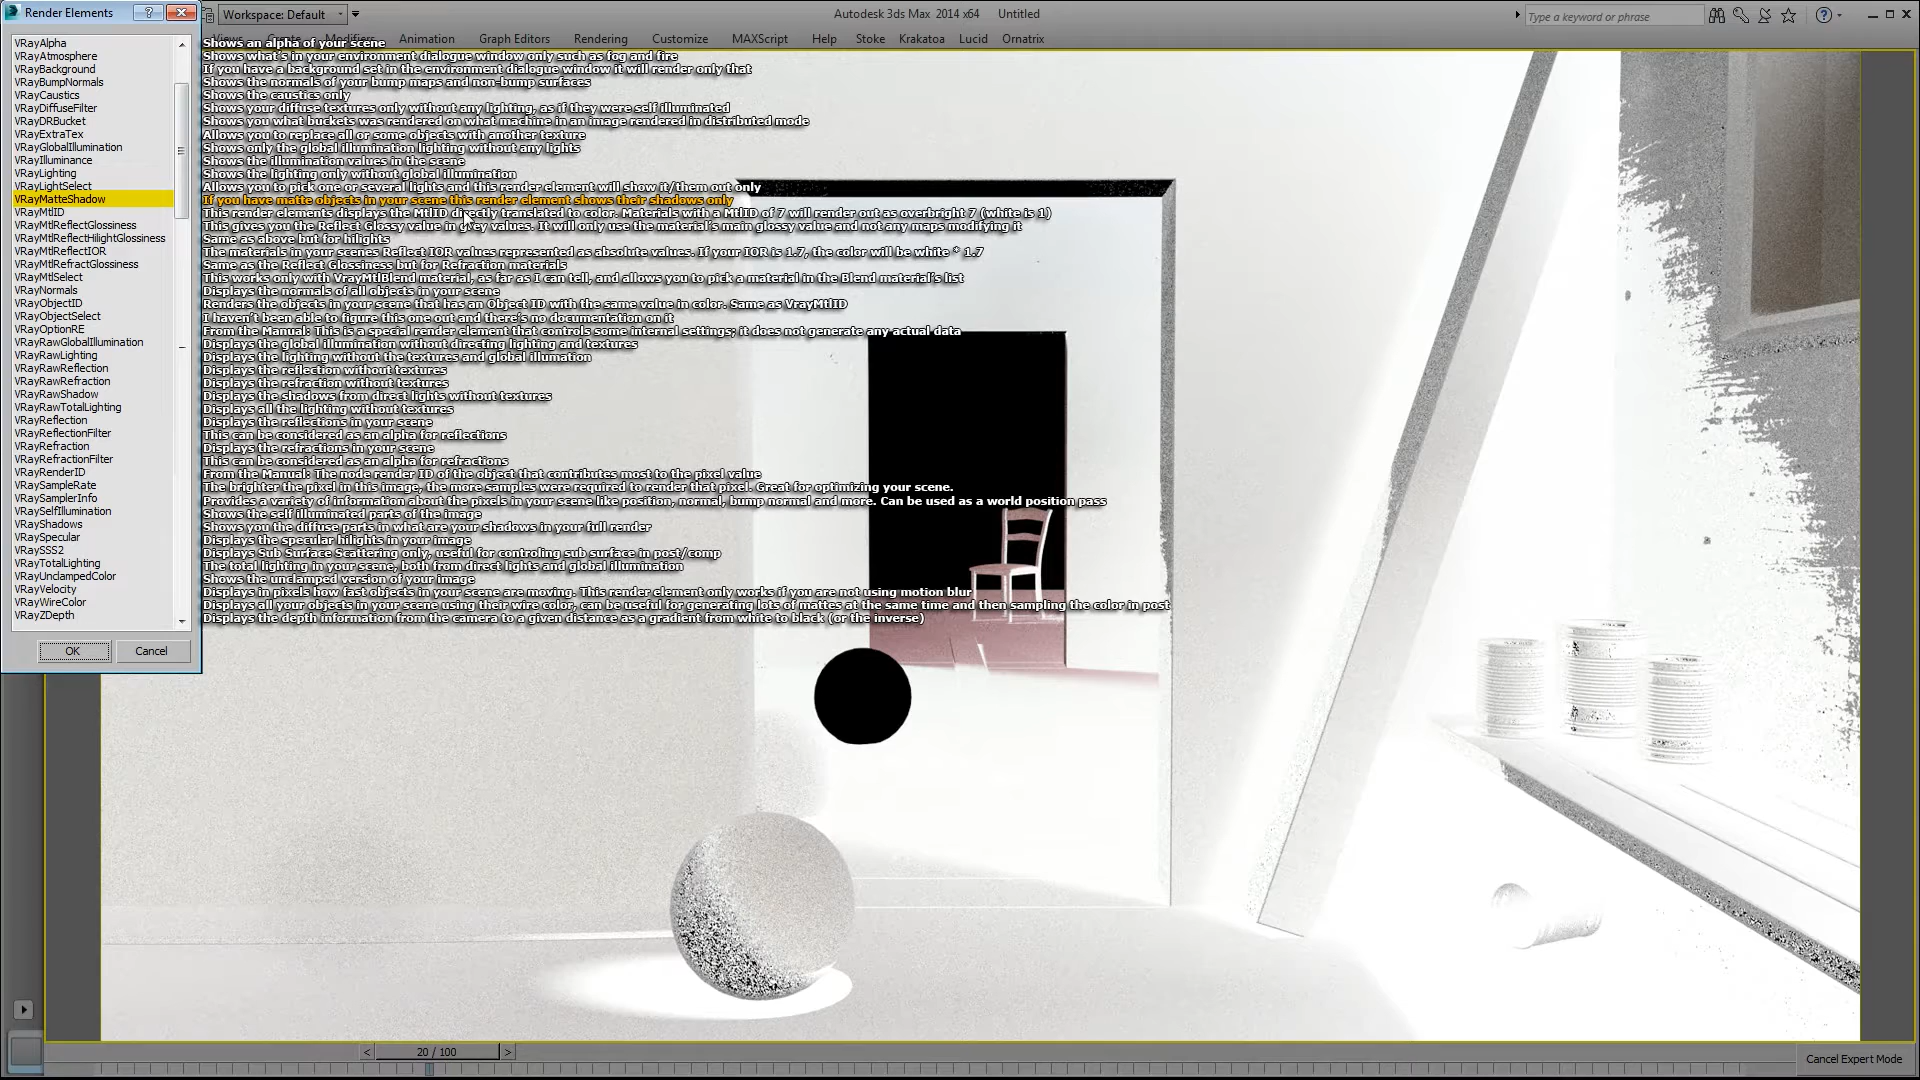 Render Elements
Workspace: Default
Autodesk 3ds Max 2014 x64 Untitled
Type a keyword or phrase
Views Create Modifiers Animation Graph Editors Rendering Customize MAXScript Help Stoke Krakatoa Lucid Ornatrix
VRayAlpha Shows an alpha of your scene
VRayAtmosphere Shows what's in your environment dialogue window only such as fog and fire
VRayBackground If you have a background set in the environment dialogue window it will render only that
VRayBumpNormals Shows the normals of your bump maps and non-bump surfaces
VRayCaustics Shows the caustics only
VRayDiffuseFilter Shows your diffuse textures only without any lighting, as if they were self illuminated
VRayDRBucket Shows you what buckets was rendered on what machine in an image rendered in distributed mode
VRayExtraTex Allows you to replace all or some objects with another texture
VRayGlobalIllumination Shows only the global illumination lighting without any lights
VRayIlluminance Shows the illumination values in the scene
VRayLighting Shows the lighting only without global illumination
VRayLightSelect Allows you to pick one or several lights and this render element will show it/them out only
VRayMatteShadow If you have matte objects in your scene this render element shows their shadows only
VRayMtlID This render elements displays the MtlID directly translated to color. Materials with a MtlID of 7 will render out as overbright 7 (white is 1)
VRayMtlReflectGlossiness This gives you the Reflect Glossy value in grey values. It will only use the material's main glossy value and not any maps modifying it
VRayMtlReflectHilightGlossiness Same as above but for hilights
VRayMtlReflectIOR The materials in your scenes Reflect IOR values represented as absolute values. If your IOR is 1.7, the color will be white * 1.7
VRayMtlRefractGlossiness Same as the Reflect Glossiness but for Refraction materials
VRayMtlSelect This works only with VrayMtlBlend material, as far as I can tell, and allows you to pick a material in the Blend material's list
VRayNormals Displays the normals of all objects in your scene
VRayObjectID Renders the objects in your scene that has an Object ID with the same value in color. Same as VrayMtlID
VRayObjectSelect I haven't been able to figure this one out and there's no documentation on it
VRayOptionRE From the Manual: This is a special render element that controls some internal settings; it does not generate any actual data
VRayRawGlobalIllumination Displays the global illumination without directing lighting and textures
VRayRawLighting Displays the lighting without the textures and global illumation
VRayRawReflection Displays the reflection without textures
VRayRawRefraction Displays the refraction without textures
VRayRawShadow Displays the shadows from direct lights without textures
VRayRawTotalLighting Displays all the lighting without textures
VRayReflection Displays the reflections in your scene
VRayReflectionFilter This can be considered as an alpha for reflections
VRayRefraction Displays the refractions in your scene
VRayRefractionFilter This can be considered as an alpha for refractions
VRayRenderID From the Manual: The node render ID of the object that contributes most to the pixel value
VRaySampleRate The brighter the pixel in this image, the more samples were required to render that pixel. Great for optimizing your scene.
VRaySamplerInfo Provides a variety of information about the pixels in your scene like position, normal, bump normal and more. Can be used as a world position pass
VRaySelfIllumination Shows the self illuminated parts of the image
VRayShadows Shows you the diffuse parts in what are your shadows in your full render
VRaySpecular Displays the specular hilights in your image
VRaySSS2 Displays Sub Surface Scattering only, useful for controling sub surface in post/comp
VRayTotalLighting The total lighting in your scene, both from direct lights and global illumination
VRayUnclampedColor Shows the unclamped version of your image
VRayVelocity Displays in pixels how fast objects in your scene are moving. This render element only works if you are not using motion blur
VRayWireColor Displays all your objects in your scene using their wire color, can be useful for generating lots of mattes at the same time and then sampling the color in post
VRayZDepth Displays the depth information from the camera to a given distance as a gradient from white to black (or the inverse)
OK Cancel
< 20 / 100 >
Cancel Expert Mode